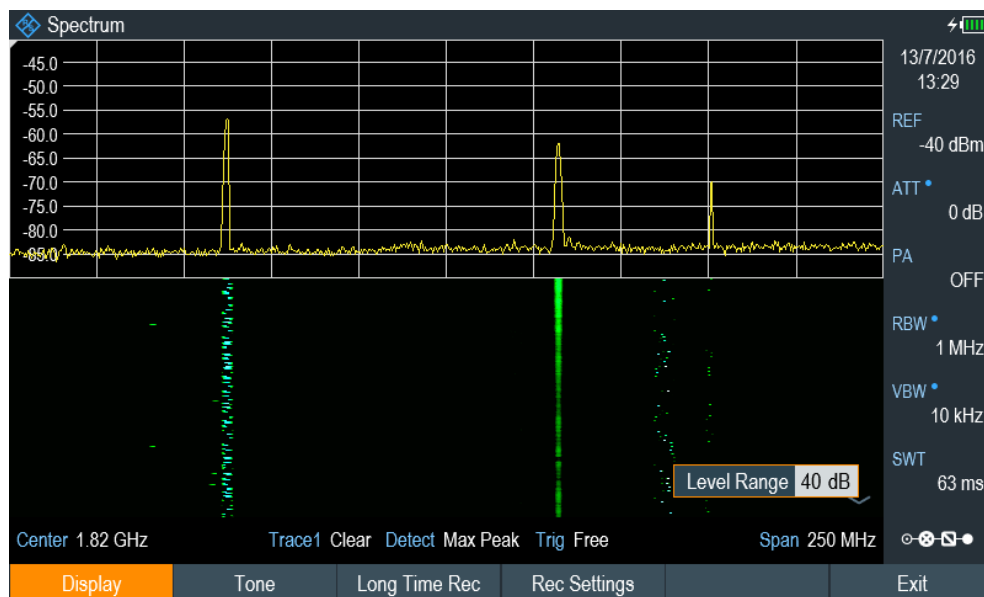 Spectrum
13/7/2016
13:29
-45.0
-50.0
-55.0
-60.0
-65.0
-70.0
-75.0
-80.0
-85.0
REF
-40 dBm
ATT
0 dB
PA
OFF
RBW
1 MHz
VBW
10 kHz
SWT
63 ms
Level Range 40 dB
Center 1.82 GHz Trace1 Clear Detect Max Peak Trig Free Span 250 MHz
Display Tone Long Time Rec Rec Settings Exit